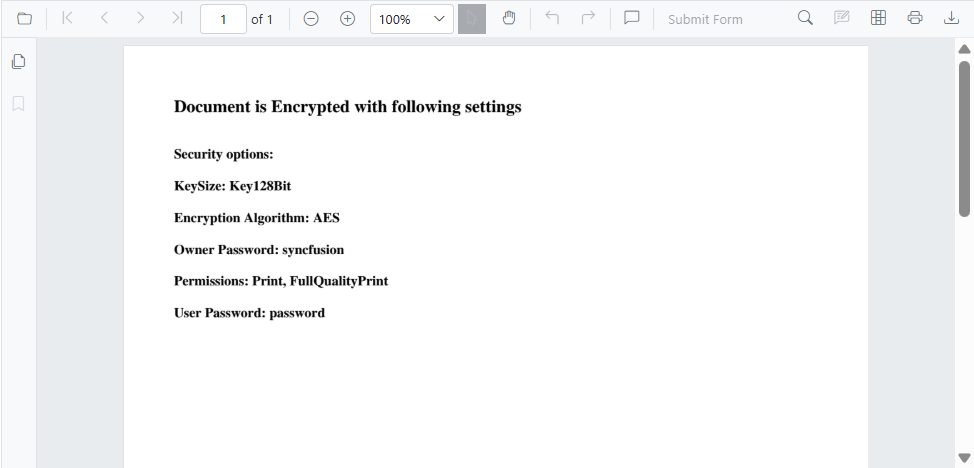 1 of 1 100% Submit Form
Document is Encrypted with following settings
Security options:
KeySize: Key128Bit
Encryption Algorithm: AES
Owner Password: syncfusion
Permissions: Print, FullQualityPrint
User Password: password